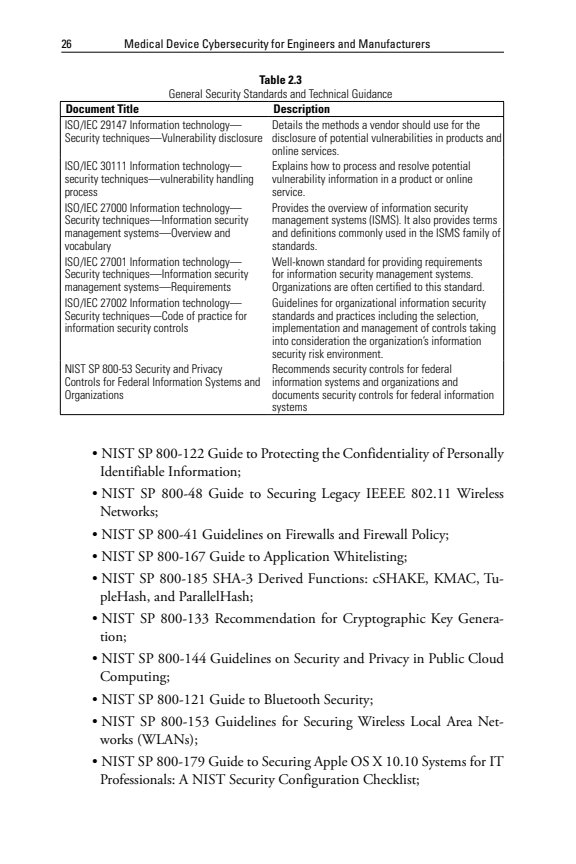 26 Medical Device Cybersecurity for Engineers and Manufacturers
Table 2.3
General Security Standards and Technical Guidance
Document Title Description
ISO/IEC 29147 Information technology—
Security techniques—Vulnerability disclosure
Details the methods a vendor should use for the
disclosure of potential vulnerabilities in products and
online services.
ISO/IEC 30111 Information technology—
security techniques—vulnerability handling
process
Explains how to process and resolve potential
vulnerability information in a product or online
service.
ISO/IEC 27000 Information technology—
Security techniques—Information security
management systems—Overview and
vocabulary
Provides the overview of information security
management systems (ISMS). It also provides terms
and definitions commonly used in the ISMS family of
standards.
ISO/IEC 27001 Information technology—
Security techniques—Information security
management systems—Requirements
Well-known standard for providing requirements
for information security management systems.
Organizations are often certified to this standard.
ISO/IEC 27002 Information technology—
Security techniques—Code of practice for
information security controls
Guidelines for organizational information security
standards and practices including the selection,
implementation and management of controls taking
into consideration the organization’s information
security risk environment.
NIST SP 800-53 Security and Privacy
Controls for Federal Information Systems and
Organizations
Recommends security controls for federal
information systems and organizations and
documents security controls for federal information
systems
• NIST SP 800-122 Guide to Protecting the Confidentiality of Personally
Identifiable Information;
• NIST SP 800-48 Guide to Securing Legacy IEEEE 802.11 Wireless
Networks;
• NIST SP 800-41 Guidelines on Firewalls and Firewall Policy;
• NIST SP 800-167 Guide to Application Whitelisting;
• NIST SP 800-185 SHA-3 Derived Functions: cSHAKE, KMAC, Tu-
pleHash, and ParallelHash;
• NIST SP 800-133 Recommendation for Cryptographic Key Genera-
tion;
• NIST SP 800-144 Guidelines on Security and Privacy in Public Cloud
Computing;
• NIST SP 800-121 Guide to Bluetooth Security;
• NIST SP 800-153 Guidelines for Securing Wireless Local Area Net-
works (WLANs);
• NIST SP 800-179 Guide to Securing Apple OS X 10.10 Systems for IT
Professionals: A NIST Security Configuration Checklist;